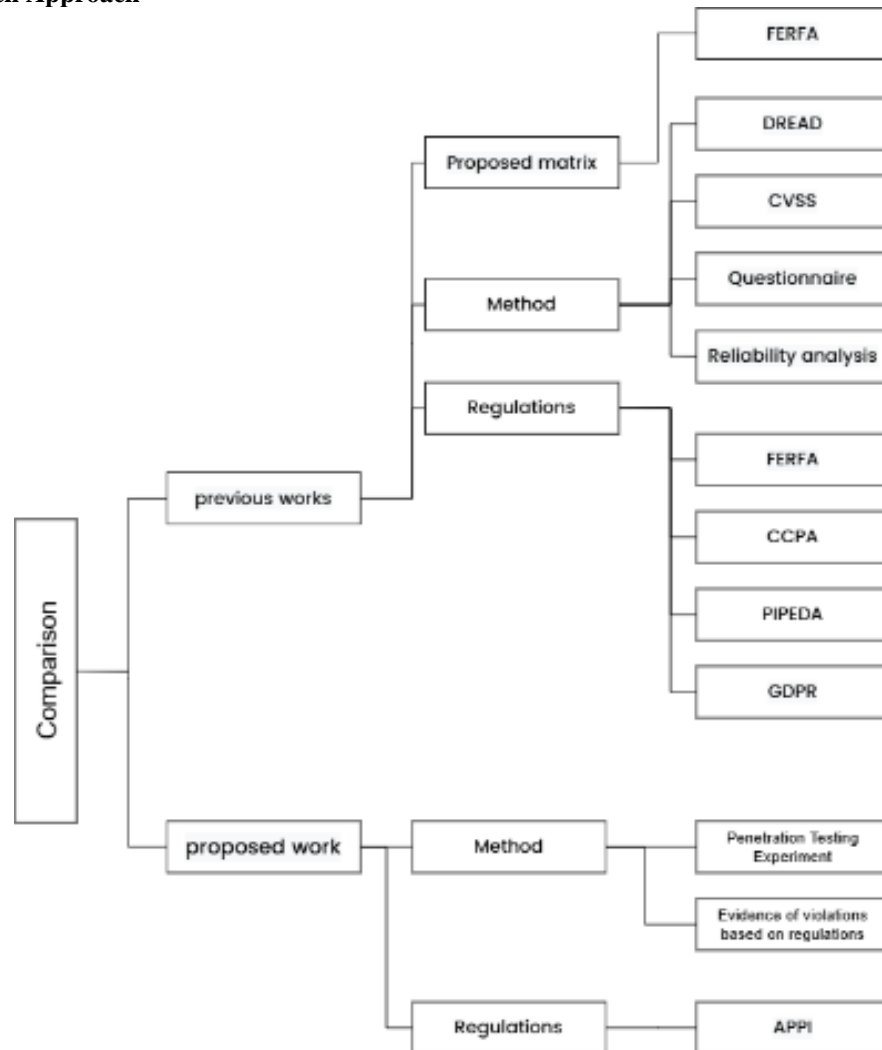 Approach
FERFA
DREAD
Proposed matrix
CVSS
Questionnaire
Method
Reliability analysis
Regulations
FERFA
previous works
CCPA
PIPEDA
Comparison
GDPR
proposed work
Method
Penetration Testing
Experiment
Evidence of violations
based on regulations
Regulations
APPI